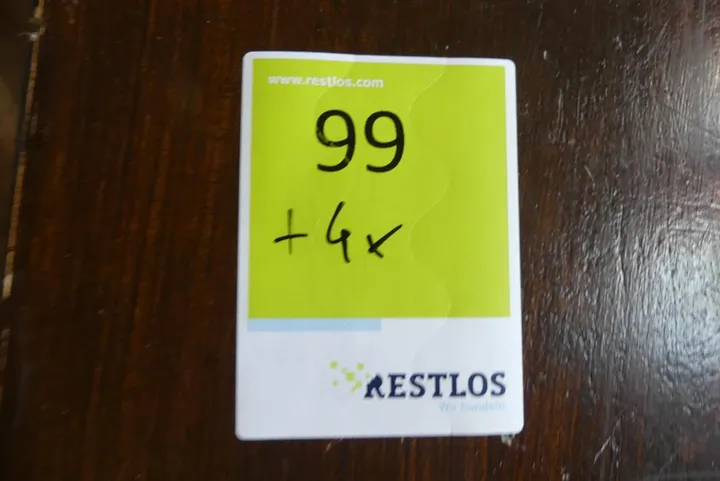 www.restlos.com
99
+ 4x
RESTLOS
Wir handeln